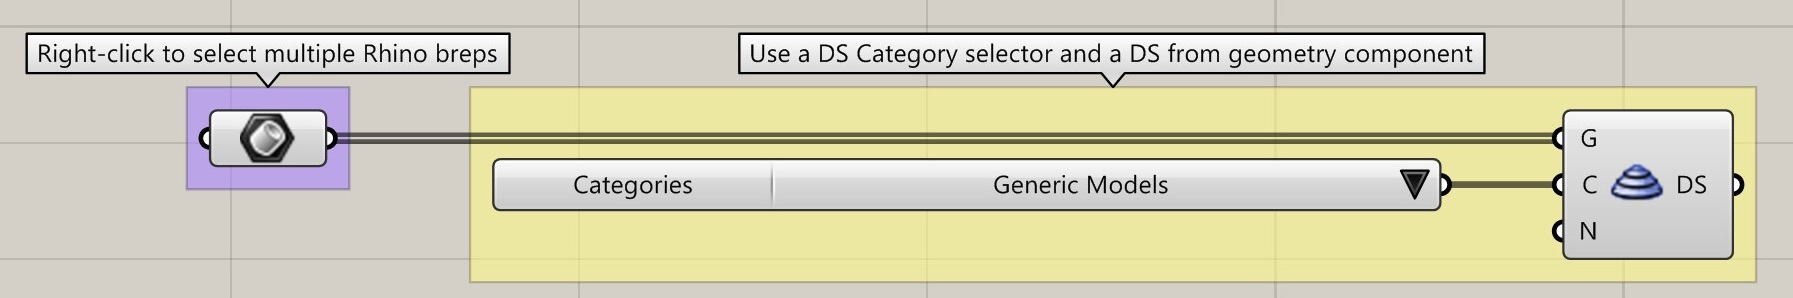 Right-click to select multiple Rhino breps
Use a DS Category selector and a DS from geometry component
G
Categories
Generic Models
C
DS
N